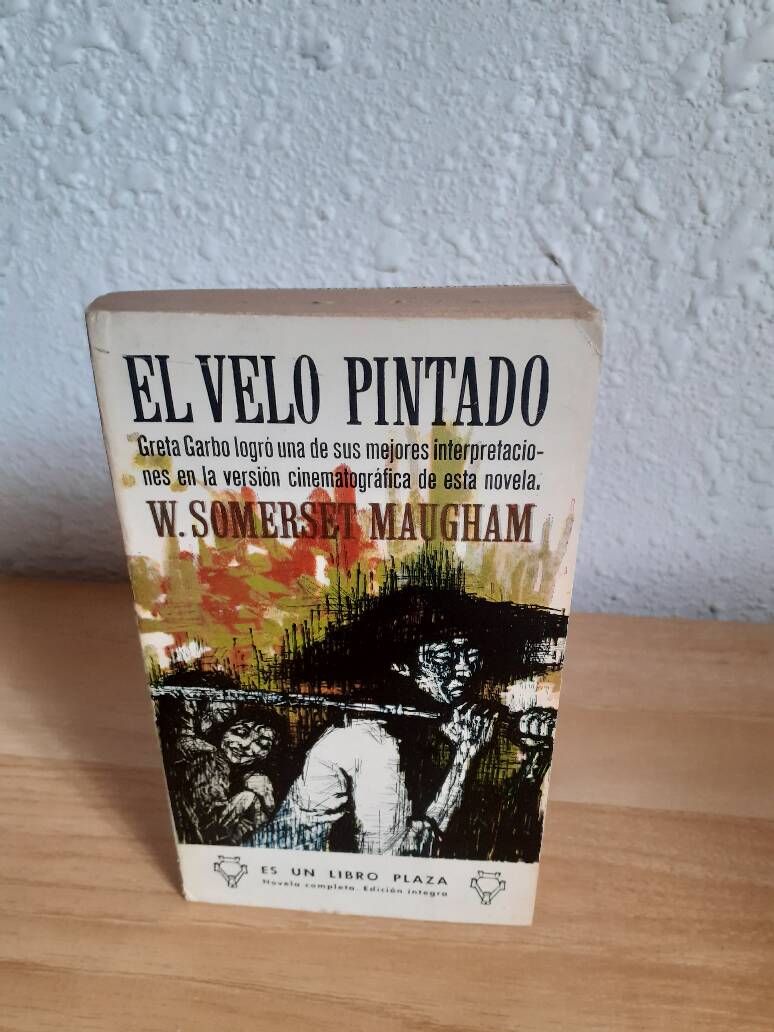 EL VELO PINTADO
Greta Garbo logró una de sus mejores interpretacio-
nes en la versión cinematográfica de esta novela.
W. SOMERSET MAUGHAM
ES UN LIBRO PLAZA
Novela completa. Edición íntegra